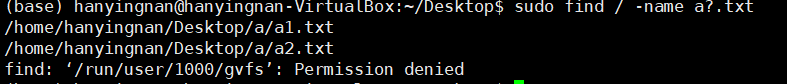 (base) hanyingnan@hanyingnan-VirtualBox:~/Desktop$ sudo find / -name a?.txt
/home/hanyingnan/Desktop/a/a1.txt
/home/hanyingnan/Desktop/a/a2.txt
find: ‘/run/user/1000/gvfs’: Permission denied